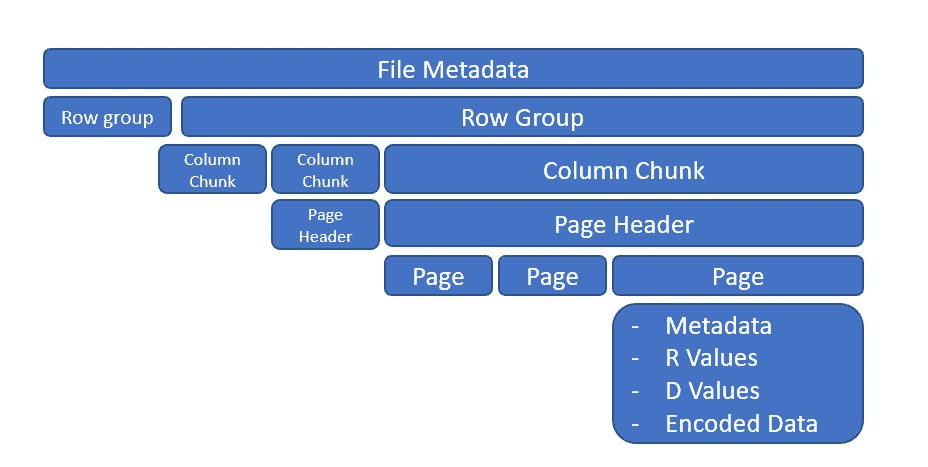 File Metadata
Row group
Row Group
Column
Chunk
Column
Chunk
Column Chunk
Page
Header
Page Header
Page
Page
Page
- Metadata
- R Values
- D Values
- Encoded Data